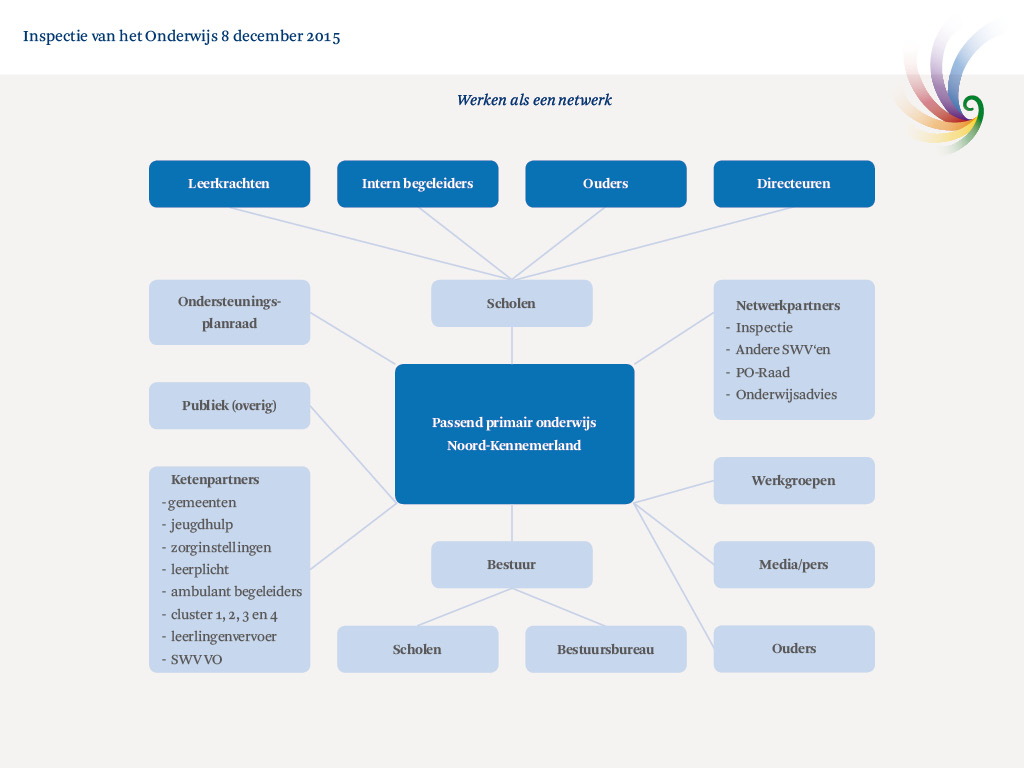 Inspectie van het Onderwijs 8 december 2015
Werken als een netwerk
Leerkrachten
Intern begeleiders
Ouders
Directeuren
Ondersteunings-
planraad
Scholen
Netwerkpartners
- Inspectie
- Andere SWV‘en
- PO-Raad
- Onderwijsadvies
Publiek (overig)
Passend primair onderwijs
Noord-Kennemerland
Ketenpartners
-gemeenten
- jeugdhulp
- zorginstellingen
- leerplicht
- ambulant begeleiders
- cluster 1, 2, 3 en 4
- leerlingenvervoer
- SWV VO
Werkgroepen
Bestuur
Media/pers
Scholen
Bestuursbureau
Ouders